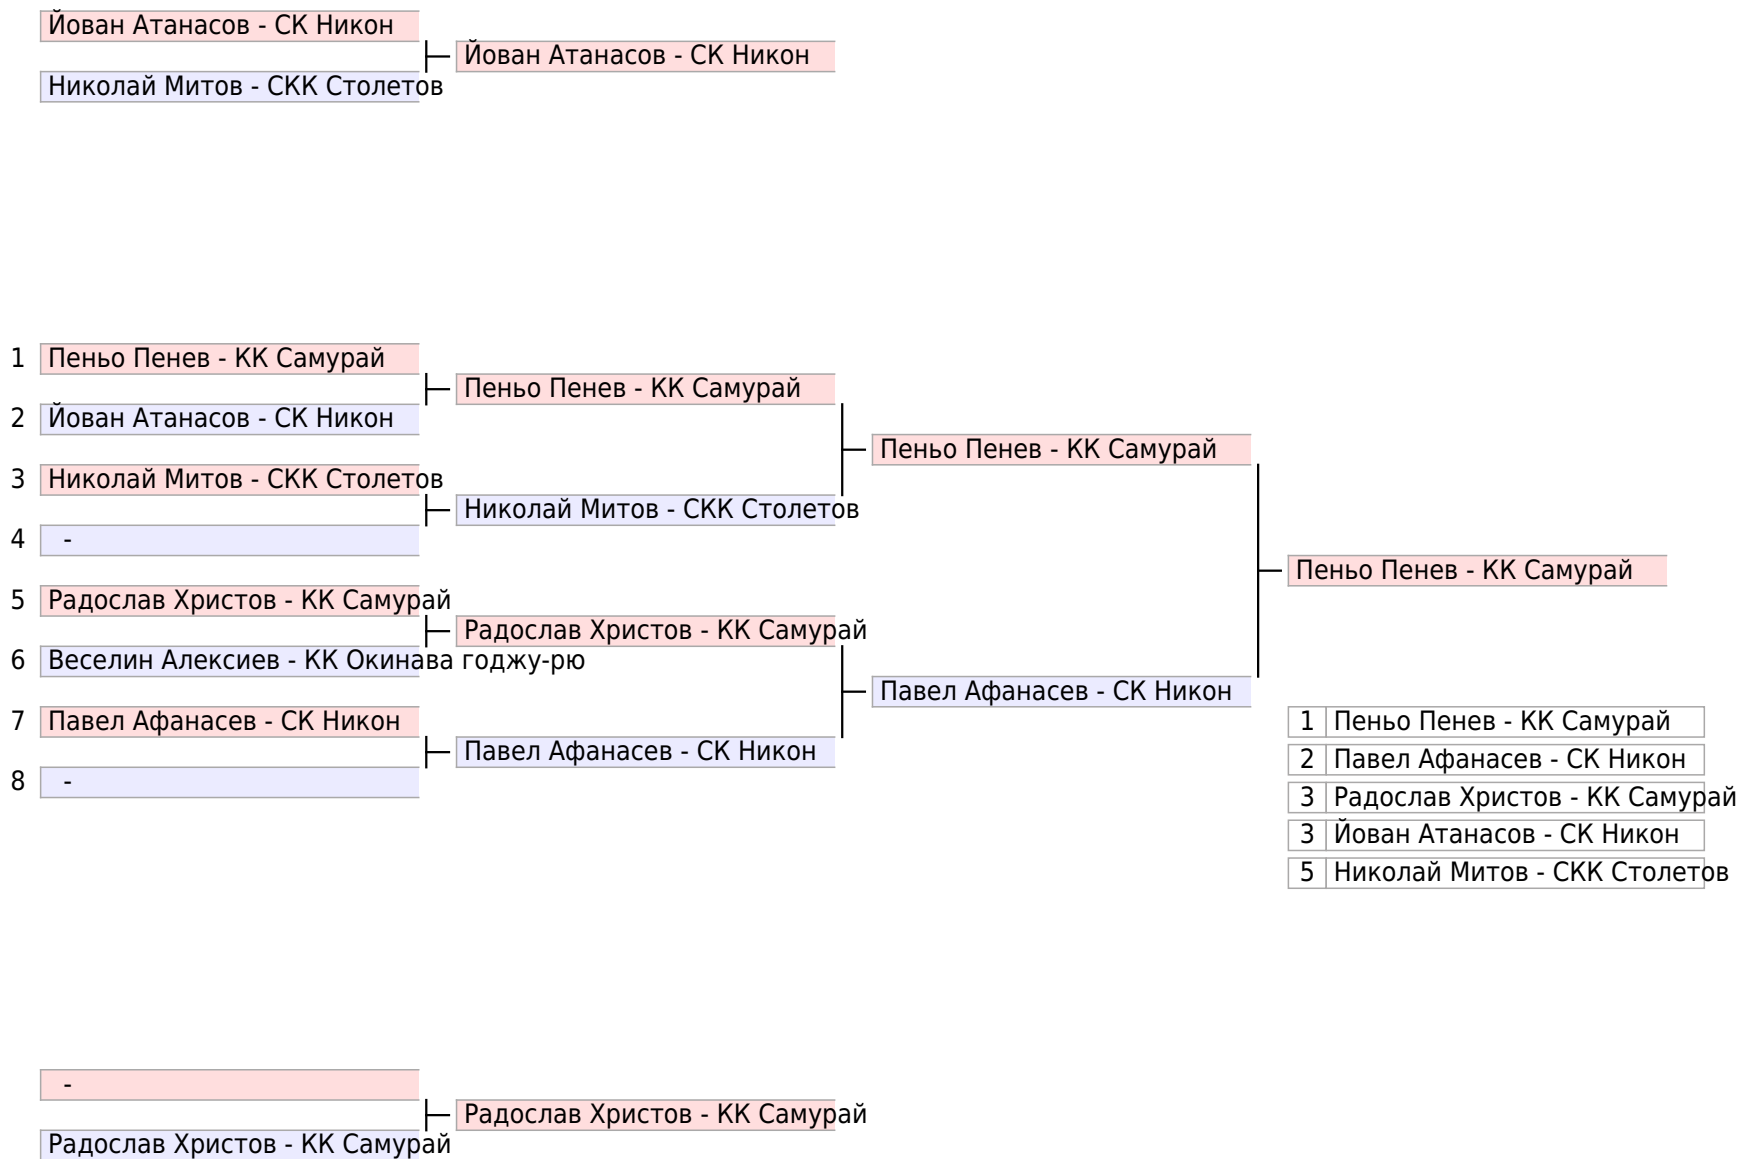 Йован Атанасов - СК Никон
Йован Атанасов - СК Никон
Николай Митов - СКК Столетов
1 Пеньо Пенев - КК Самурай
Пеньо Пенев - КК Самурай
2 Йован Атанасов - СК Никон
Пеньо Пенев - КК Самурай
3 Николай Митов - СКК Столетов
Николай Митов - СКК Столетов
4 -
Пеньо Пенев - КК Самурай
5 Радослав Христов - КК Самурай
Радослав Христов - КК Самурай
6 Веселин Алексиев - КК Окинава годжу-рю
Павел Афанасев - СК Никон
7 Павел Афанасев - СК Никон
Павел Афанасев - СК Никон
8 -
1 Пеньо Пенев - КК Самурай
2 Павел Афанасев - СК Никон
3 Радослав Христов - КК Самурай
3 Йован Атанасов - СК Никон
5 Николай Митов - СКК Столетов
-
Радослав Христов - КК Самурай
Радослав Христов - КК Самурай